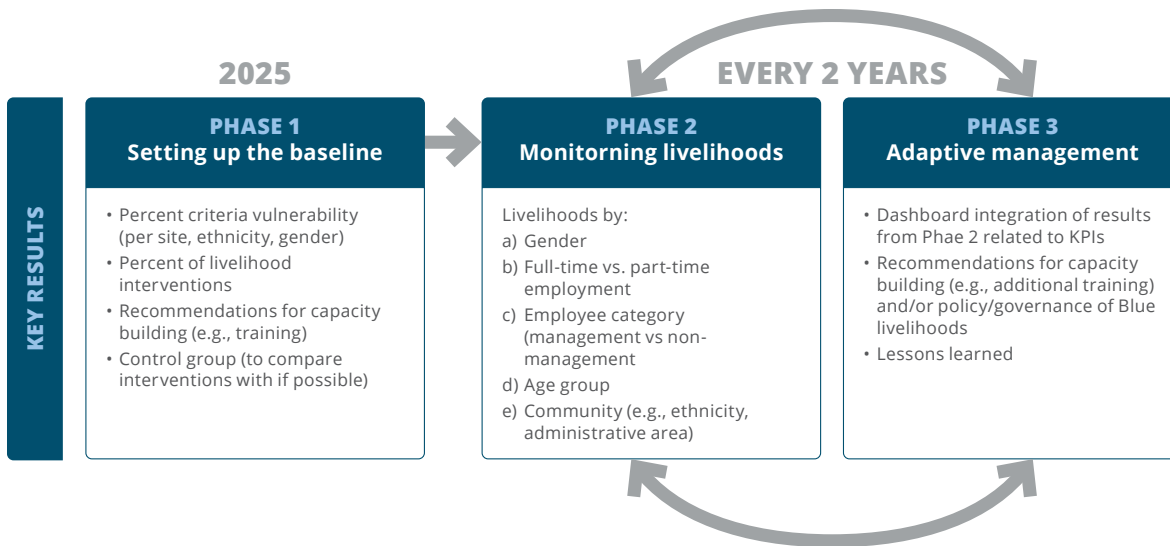 2025
EVERY 2 YEARS
KEY RESULTS
PHASE 1
Setting up the baseline
• Percent criteria vulnerability
(per site, ethnicity, gender)
• Percent of livelihood
interventions
• Recommendations for capacity
building (e.g., training)
• Control group (to compare
interventions with if possible)
PHASE 2
Monitorning livelihoods
Livelihoods by:
a) Gender
b) Full-time vs. part-time
employment
c) Employee category
(management vs non-
management
d) Age group
e) Community (e.g., ethnicity,
administrative area)
PHASE 3
Adaptive management
• Dashboard integration of results
from Phae 2 related to KPIs
• Recommendations for capacity
building (e.g., additional training)
and/or policy/governance of Blue
livelihoods
• Lessons learned